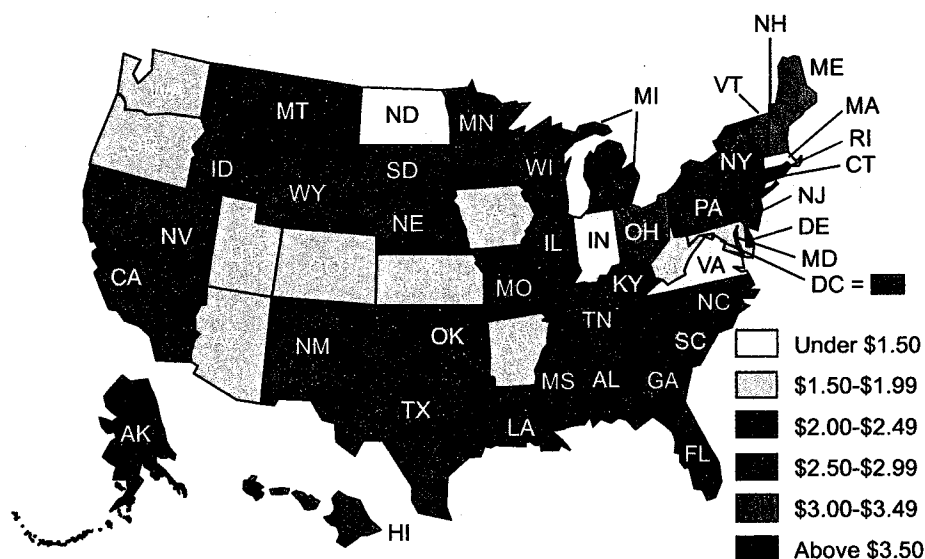 NH
ME
VT
MI
MA
RI
CT
NJ
DE
MD
DC =
MT
ND
MN
ID
WY
SD
WI
NY
NE
PA
NV
CA
IL
IN
OH
VA
MO
KY
NC
TN
SC
OK
NM
MS
AL
GA
TX
LA
FL
AK
HI
Under $1.50
$1.50-$1.99
$2.00-$2.49
$2.50-$2.99
$3.00-$3.49
Above $3.50